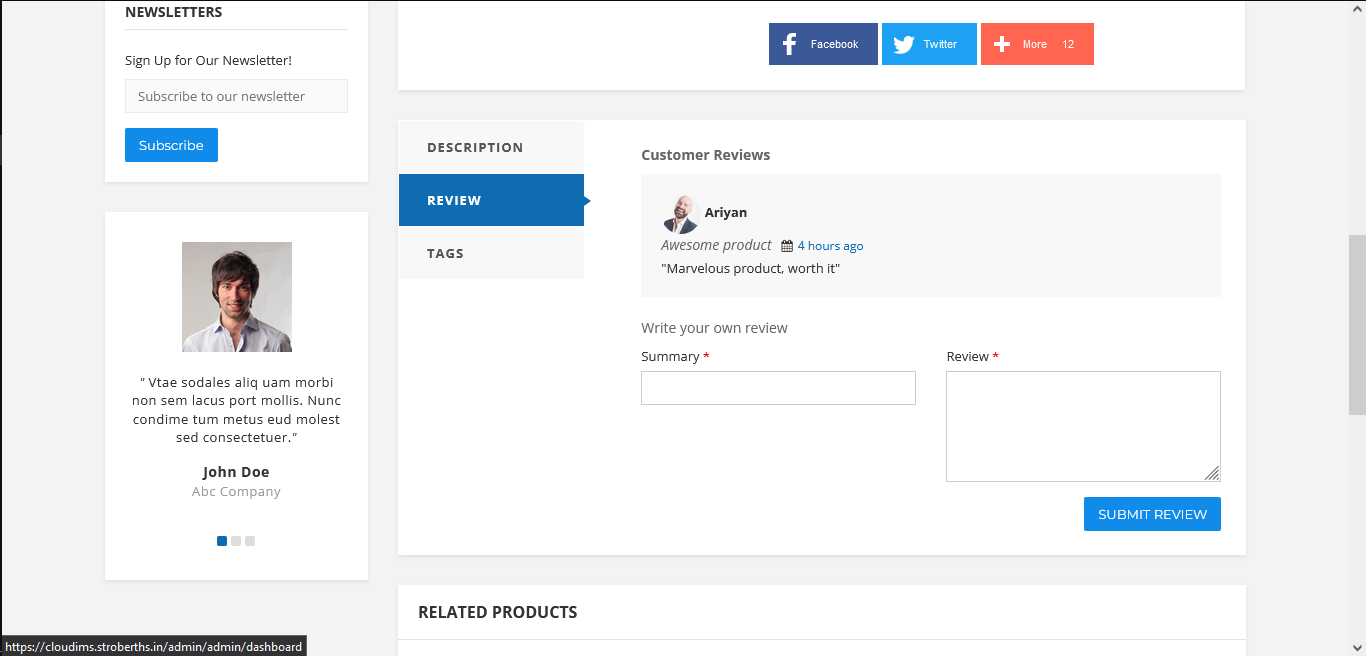 NEWSLETTERS
Sign Up for Our Newsletter!
Subscribe to our newsletter
Subscribe
" Vtae sodales aliq uam morbi
non sem lacus port mollis. Nunc
condime tum metus eud molest
sed consectetuer."
John Doe
Abc Company
Facebook
Twitter
More 12
DESCRIPTION
REVIEW
TAGS
Customer Reviews
Ariyan
Awesome product 4 hours ago
"Marvelous product, worth it"
Write your own review
Summary *
Review *
SUBMIT REVIEW
RELATED PRODUCTS
https://cloudims.stroberths.in/admin/admin/dashboard